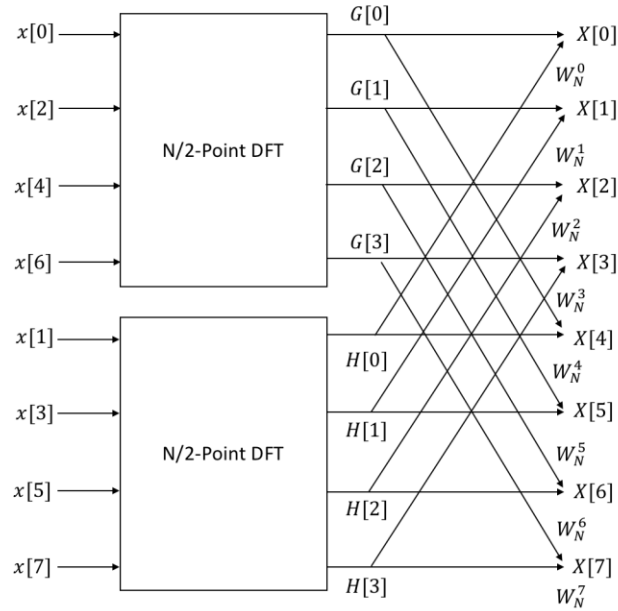 G[0]
x[0] X[0]
W_N^0
G[1]
x[2] X[1]
N/2-Point DFT
W_N^1
G[2]
x[4] X[2]
W_N^2
G[3]
x[6] X[3]
W_N^3
x[1] X[4]
H[0]
W_N^4
x[3] X[5]
H[1]
N/2-Point DFT
W_N^5
x[5] X[6]
H[2]
W_N^6
x[7] X[7]
H[3]
W_N^7